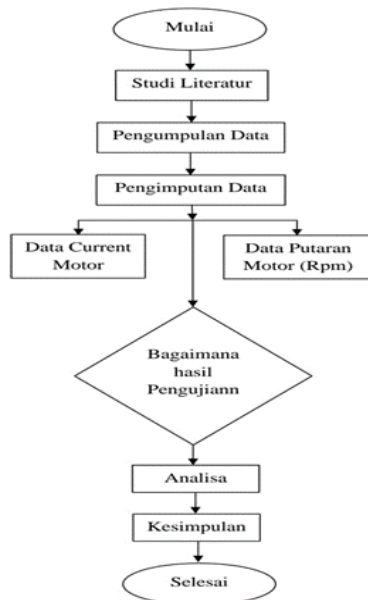 Mulai
Studi Literatur
Pengumpulan Data
Pengimputan Data
Data Current
Motor
Data Putaran
Motor (Rpm)
Bagaimana
hasil
Pengujiann
Analisa
Kesimpulan
Selesai